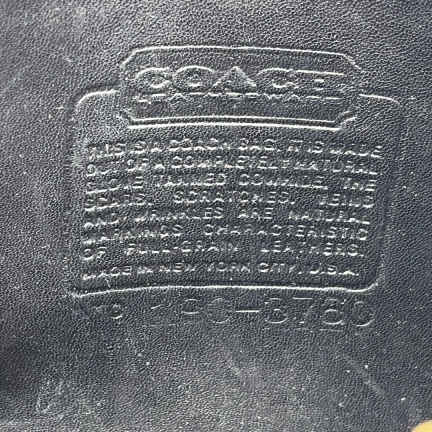 COACH
LEATHERWARE
THIS IS A COACH BAG. IT IS MADE
OUT OF A COMPLETELY NATURAL
GLOVE TANNED COWHIDE. THE
SCARS, SCRATCHES, VEINS
AND WRINKLES ARE NATURAL
MARKINGS CHARACTERISTIC
OF FULL-GRAIN LEATHERS.
MADE IN NEW YORK CITY, U.S.A.